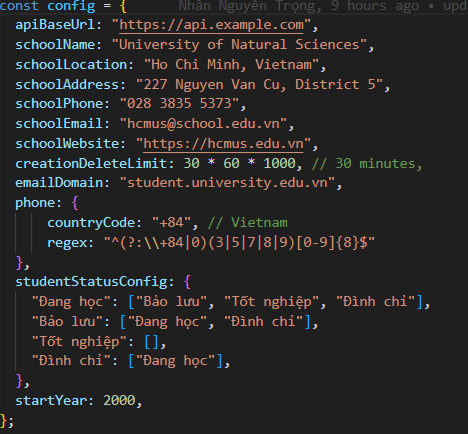 const config = { Nhân Nguyên Trọng, 9 hours ago • upd
apiBaseUrl: "https://api.example.com",
schoolName: "University of Natural Sciences",
schoolLocation: "Ho Chi Minh, Vietnam",
schoolAddress: "227 Nguyen Van Cu, District 5",
schoolPhone: "028 3835 5373",
schoolEmail: "hcmus@school.edu.vn",
schoolWebsite: "https://hcmus.edu.vn",
creationDeleteLimit: 30 * 60 * 1000, // 30 minutes,
emailDomain: "student.university.edu.vn",
phone: {
countryCode: "+84", // Vietnam
regex: "^(?:\\+84|0)(3|5|7|8|9)[0-9]{8}$"
},
studentStatusConfig: {
"Đang học": ["Bảo lưu", "Tốt nghiệp", "Đình chỉ"],
"Bảo lưu": ["Đang học", "Đình chỉ"],
"Tốt nghiệp": [],
"Đình chỉ": ["Đang học"],
},
startYear: 2000,
};